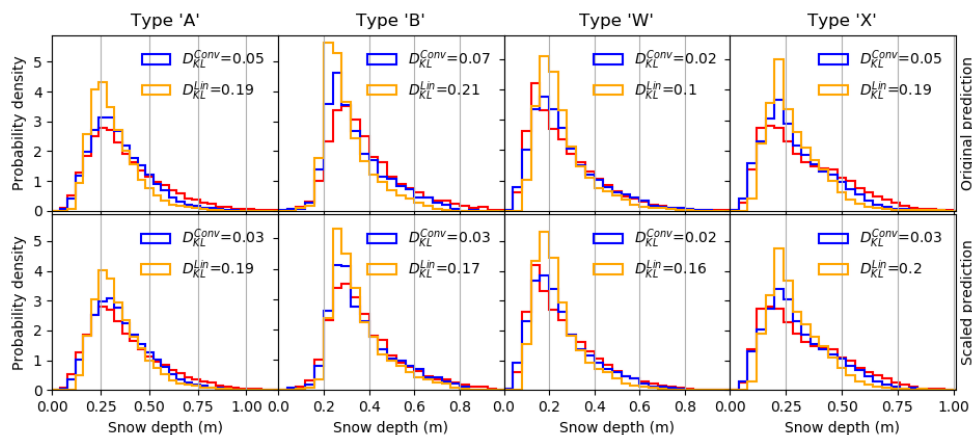 Type 'A' Type 'B' Type 'W' Type 'X'
Probability density
5
4
3
2
1
0
D_KL^Conv=0.05
D_KL^Lin=0.19
D_KL^Conv=0.07
D_KL^Lin=0.21
D_KL^Conv=0.02
D_KL^Lin=0.1
D_KL^Conv=0.05
D_KL^Lin=0.19
Original prediction
Probability density
5
4
3
2
1
0
D_KL^Conv=0.03
D_KL^Lin=0.19
D_KL^Conv=0.03
D_KL^Lin=0.17
D_KL^Conv=0.02
D_KL^Lin=0.16
D_KL^Conv=0.03
D_KL^Lin=0.2
Scaled prediction
0.00 0.25 0.50 0.75 1.00 0.0 0.2 0.4 0.6 0.8 0.0 0.2 0.4 0.6 0.8 0.00 0.25 0.50 0.75 1.00
Snow depth (m) Snow depth (m) Snow depth (m) Snow depth (m)